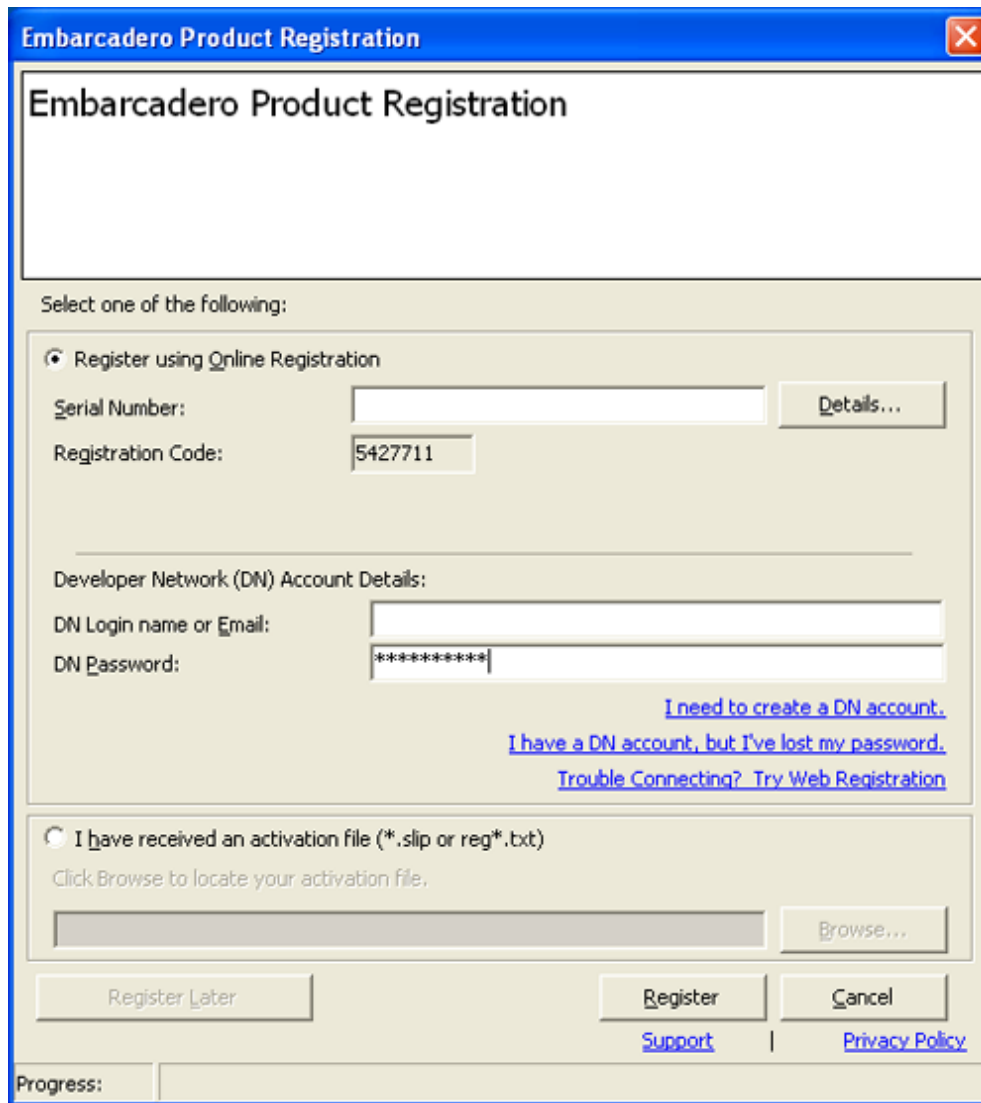 Embarcadero Product Registration
Embarcadero Product Registration
Select one of the following:
Register using Online Registration
Serial Number:
Details...
Registration Code:
5427711
Developer Network (DN) Account Details:
DN Login name or Email:
DN Password:
**********
I need to create a DN account.
I have a DN account, but I've lost my password.
Trouble Connecting?  Try Web Registration
I have received an activation file (*.slip or reg*.txt)
Click Browse to locate your activation file.
Browse...
Register Later
Register
Cancel
Support | Privacy Policy
Progress: